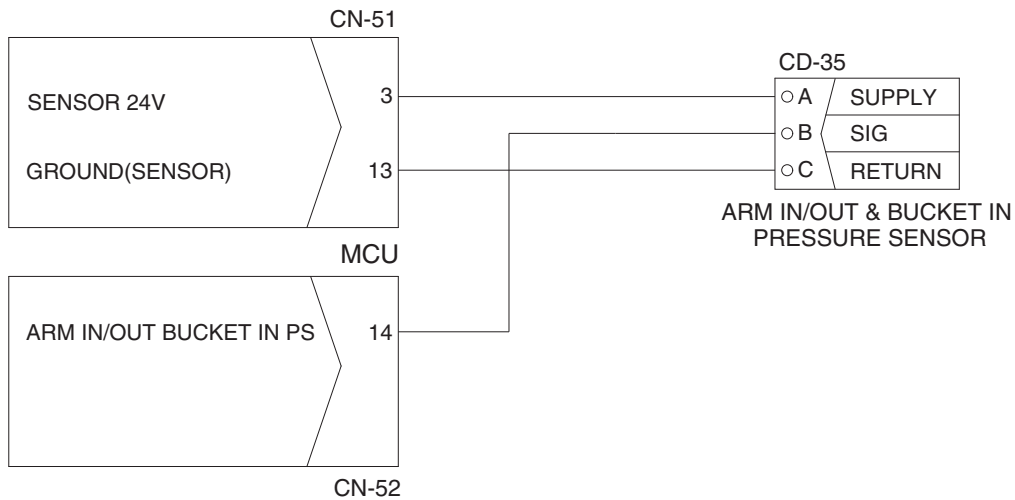 CN-51
CD-35
SENSOR 24V 3
A SUPPLY
B SIG
GROUND(SENSOR) 13
C RETURN
ARM IN/OUT & BUCKET IN
PRESSURE SENSOR
MCU
ARM IN/OUT BUCKET IN PS 14
CN-52